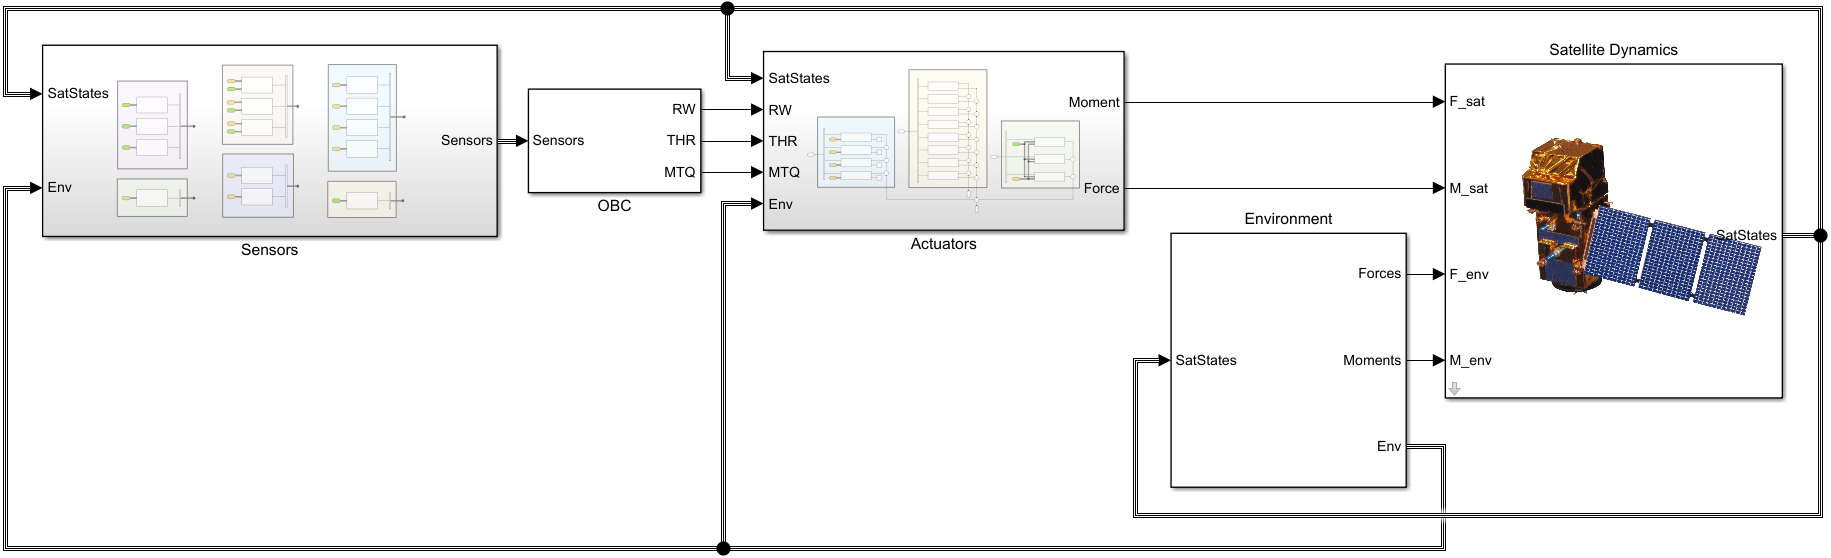 SatStates
Env
Sensors
Sensors
Sensors
RW
THR
MTQ
OBC
SatStates
RW
THR
MTQ
Env
Moment
Force
Actuators
Environment
SatStates
Forces
Moments
Env
Satellite Dynamics
F_sat
M_sat
F_env
M_env
SatStates